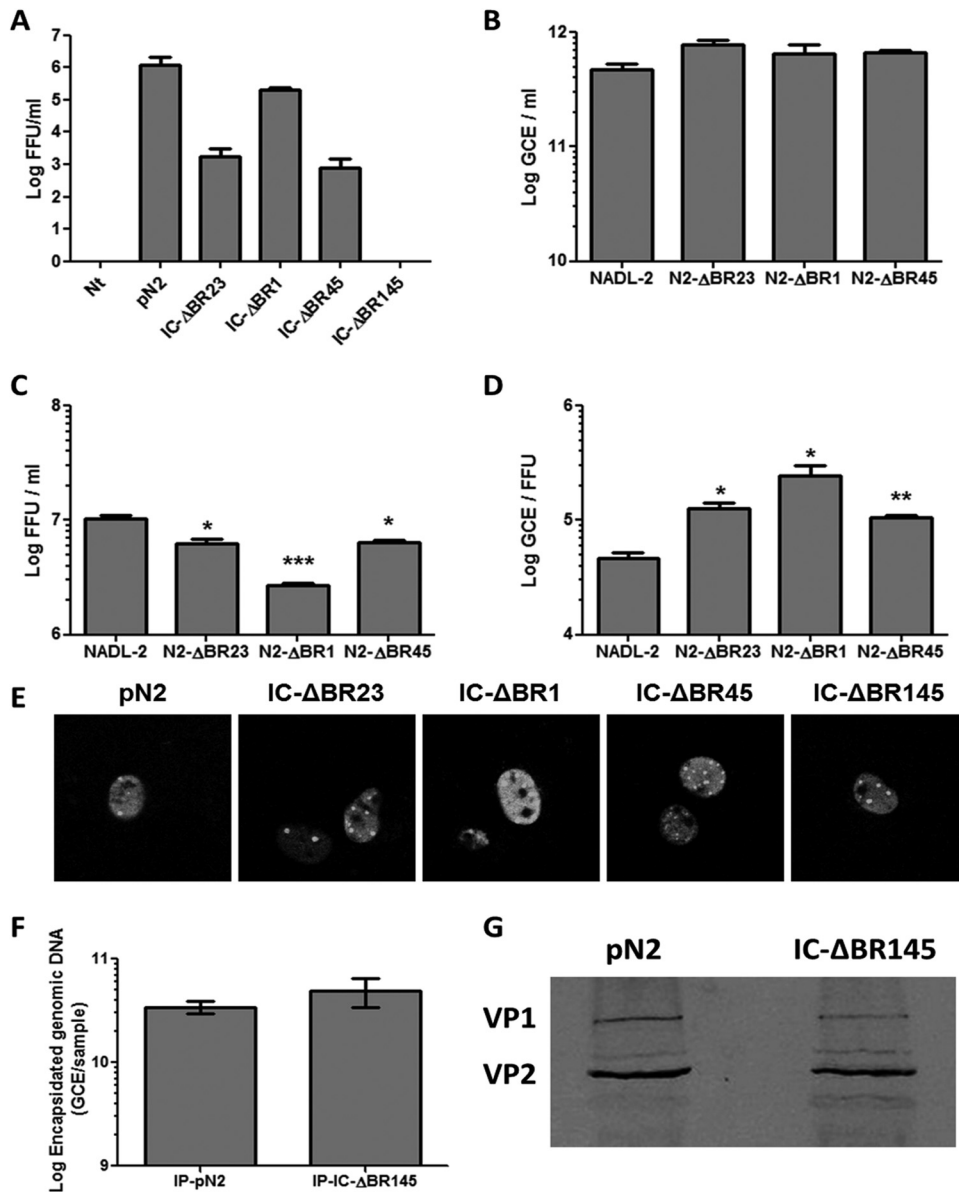 A
Log FFU/ml
7
6
5
4
3
2
1
0
Nt
pN2
IC-ΔBR23
IC-ΔBR1
IC-ΔBR45
IC-ΔBR145
B
Log GCE / ml
12
11
10
NADL-2
N2-ΔBR23
N2-ΔBR1
N2-ΔBR45
C
Log FFU / ml
8
7
6
*
***
*
NADL-2
N2-ΔBR23
N2-ΔBR1
N2-ΔBR45
D
Log GCE / FFU
6
5
4
*
*
**
NADL-2
N2-ΔBR23
N2-ΔBR1
N2-ΔBR45
E
pN2
IC-ΔBR23
IC-ΔBR1
IC-ΔBR45
IC-ΔBR145
F
Log Encapsidated genomic DNA
(GCE/sample)
11
10
9
IP-pN2
IP-IC-ΔBR145
G
pN2
IC-ΔBR145
VP1
VP2